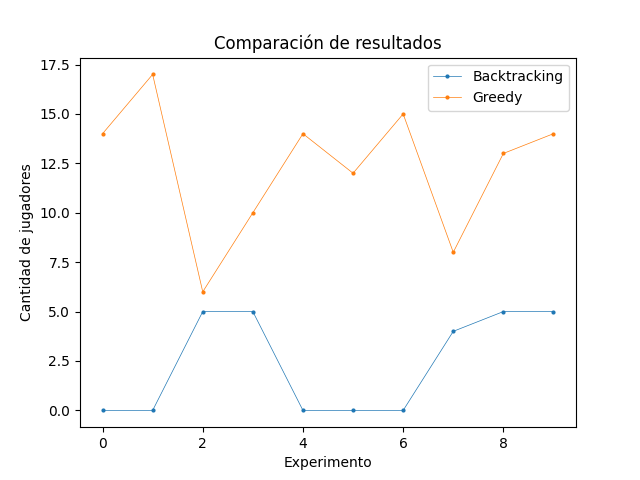 Comparación de resultados
Backtracking
Greedy
Cantidad de jugadores
17.5
15.0
12.5
10.0
7.5
5.0
2.5
0.0
0 2 4 6 8
Experimento